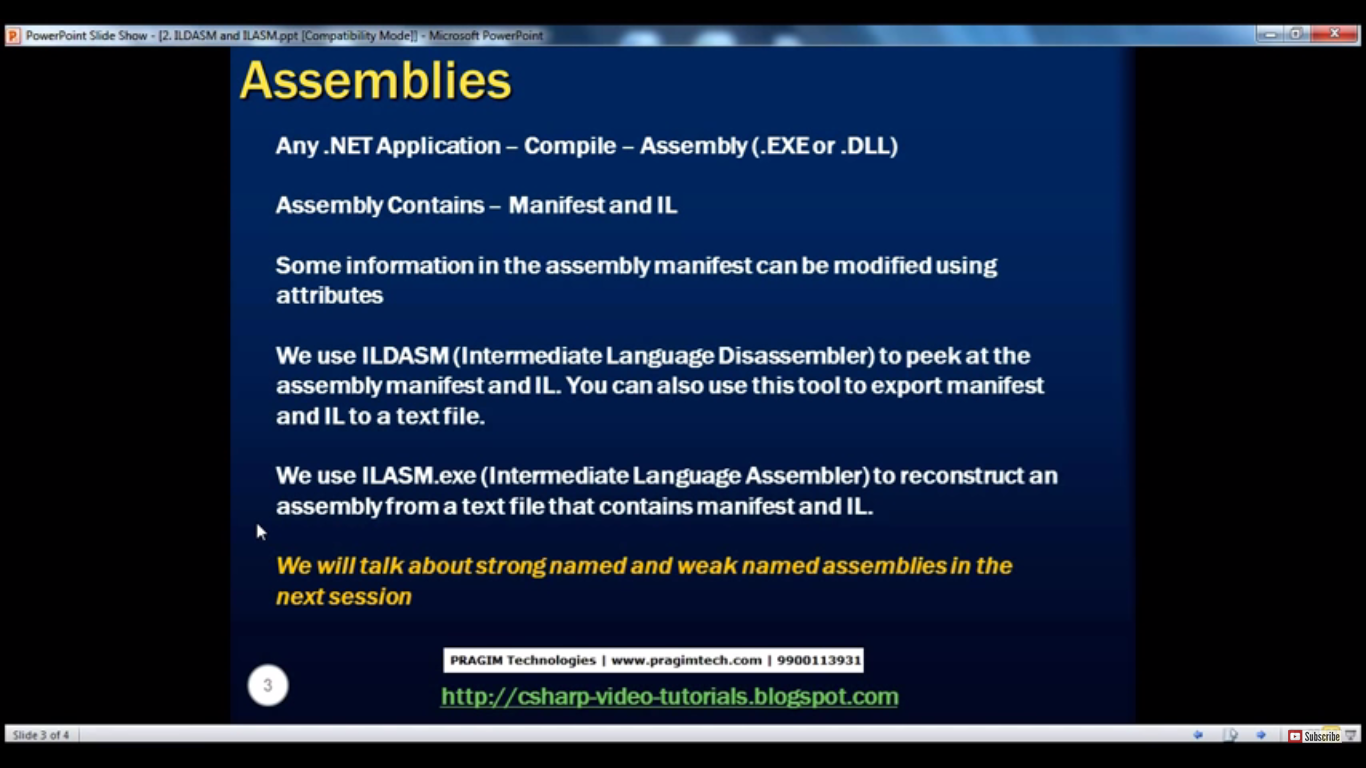 PowerPoint Slide Show - [2. ILDASM and ILASM.ppt [Compatibility Mode]] - Microsoft PowerPoint
Assemblies
Any .NET Application – Compile – Assembly (.EXE or .DLL)
Assembly Contains – Manifest and IL
Some information in the assembly manifest can be modified using
attributes
We use ILDASM (Intermediate Language Disassembler) to peek at the
assembly manifest and IL. You can also use this tool to export manifest
and IL to a text file.
We use ILASM.exe (Intermediate Language Assembler) to reconstruct an
assembly from a text file that contains manifest and IL.
We will talk about strong named and weak named assemblies in the
next session
PRAGIM Technologies | www.pragimtech.com | 9900113931
3
http://csharp-video-tutorials.blogspot.com
Slide 3 of 4
Subscribe